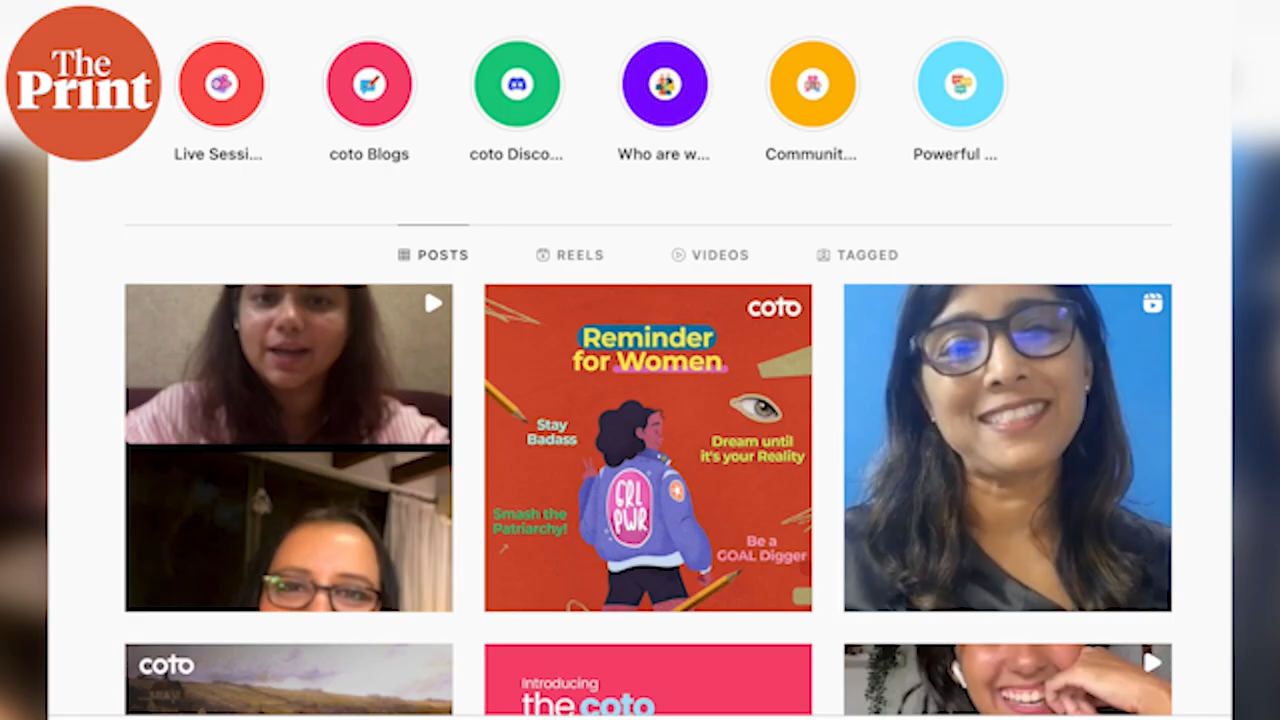 The
Print
Live Sessi...
coto Blogs
coto Disco...
Who are w...
Communit...
Powerful ...
POSTS
REELS
VIDEOS
TAGGED
coto
Reminder
for Women
Stay
Badass
Dream until
it's your Reality
GRL
PWR
Smash the
Patriarchy!
Be a
GOAL Digger
coto
Introducing
the coto